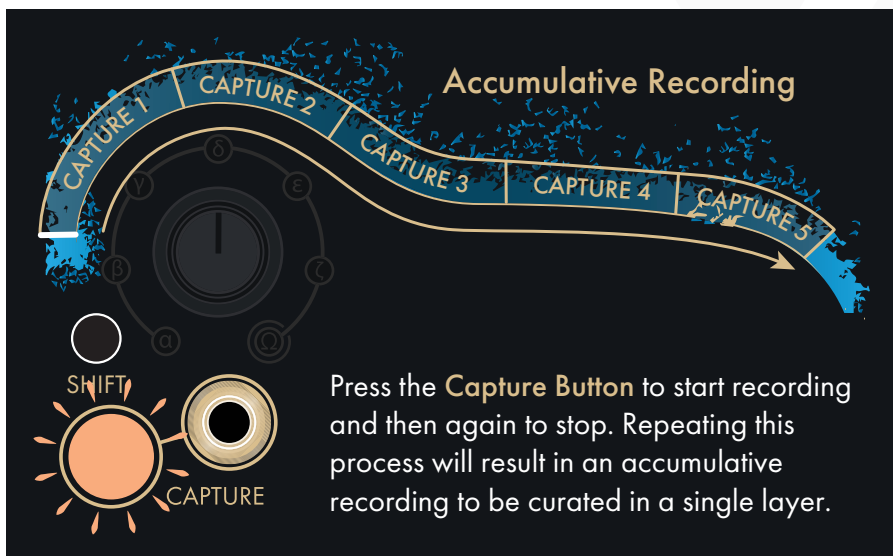 Accumulative Recording
CAPTURE 1
CAPTURE 2
CAPTURE 3
CAPTURE 4
CAPTURE 5
δ
γ
ε
β
ζ
α
Ω
SHIFT
CAPTURE
Press the Capture Button to start recording
and then again to stop. Repeating this
process will result in an accumulative
recording to be curated in a single layer.